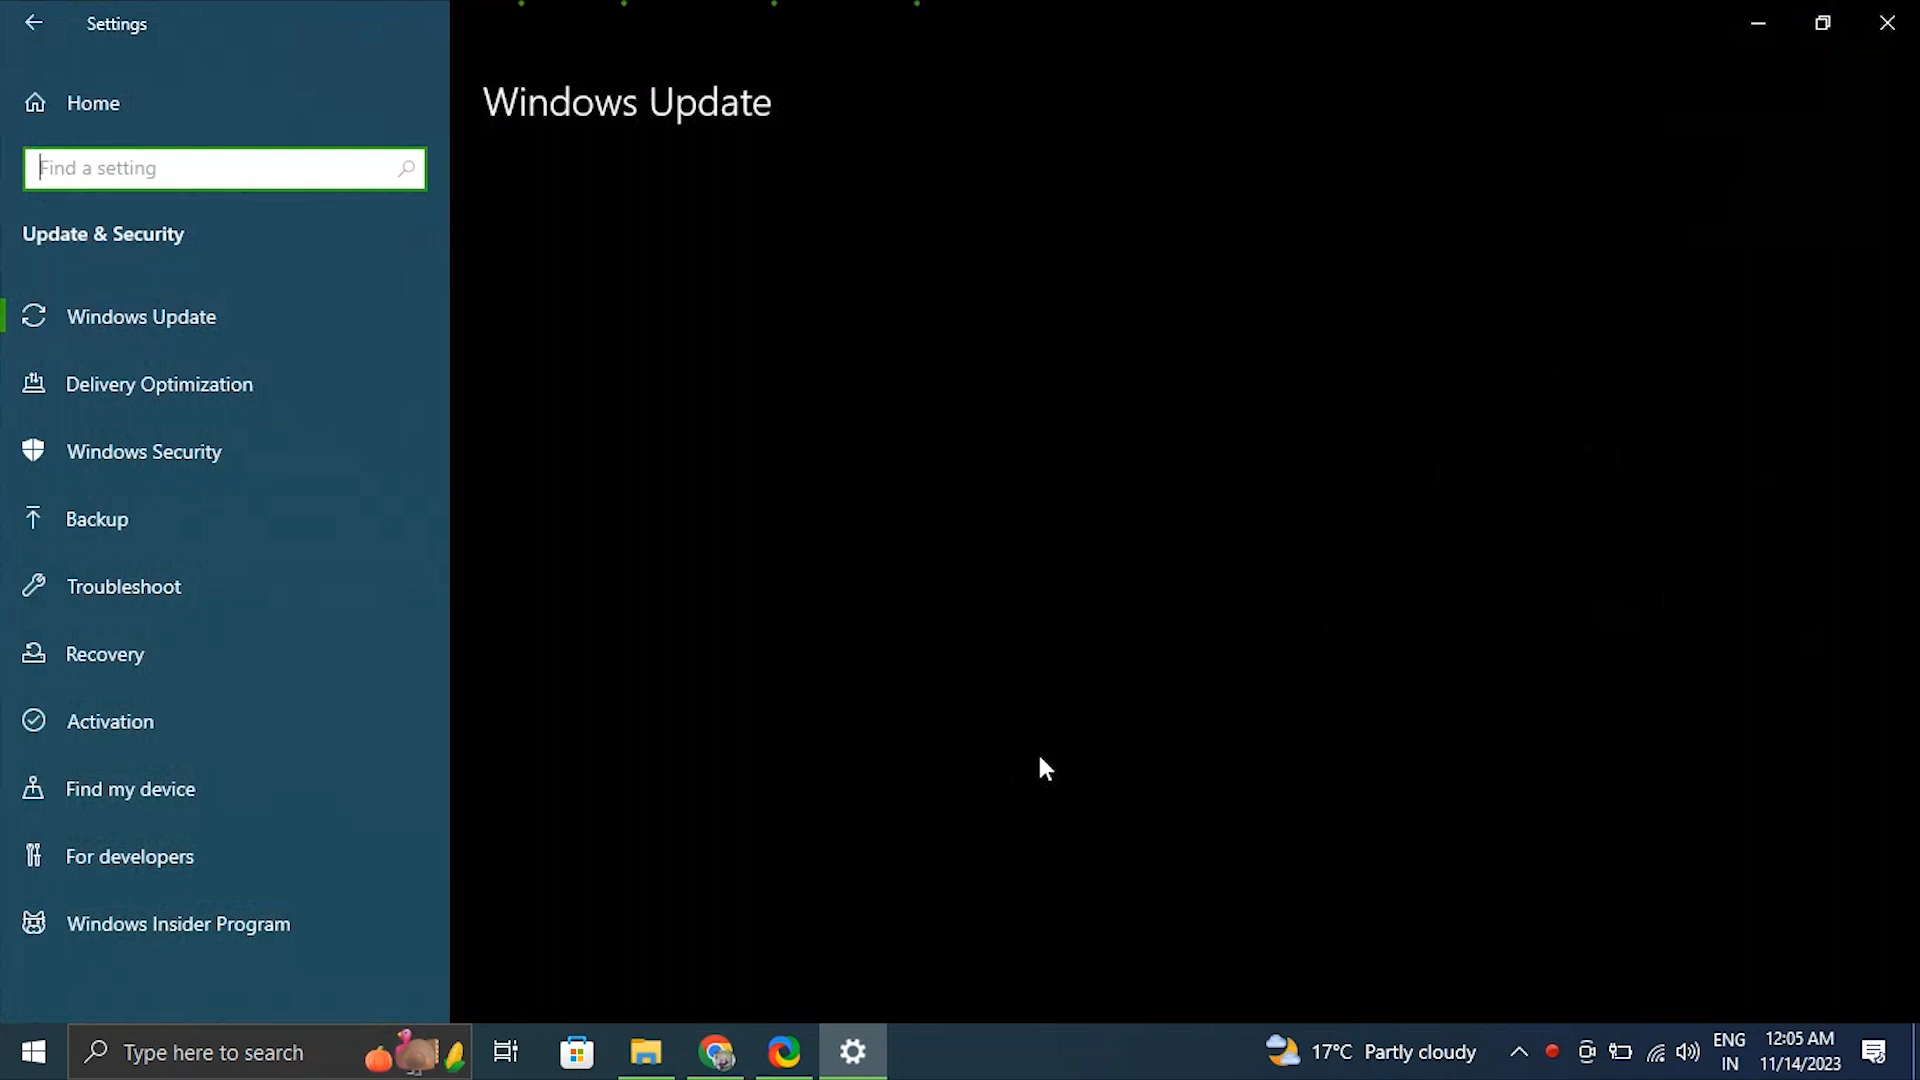 Settings
Home
Find a setting
Update & Security
Windows Update
Delivery Optimization
Windows Security
Backup
Troubleshoot
Recovery
Activation
Find my device
For developers
Windows Insider Program
Windows Update
Type here to search
17°C Partly cloudy
ENG
IN
12:05 AM
11/14/2023